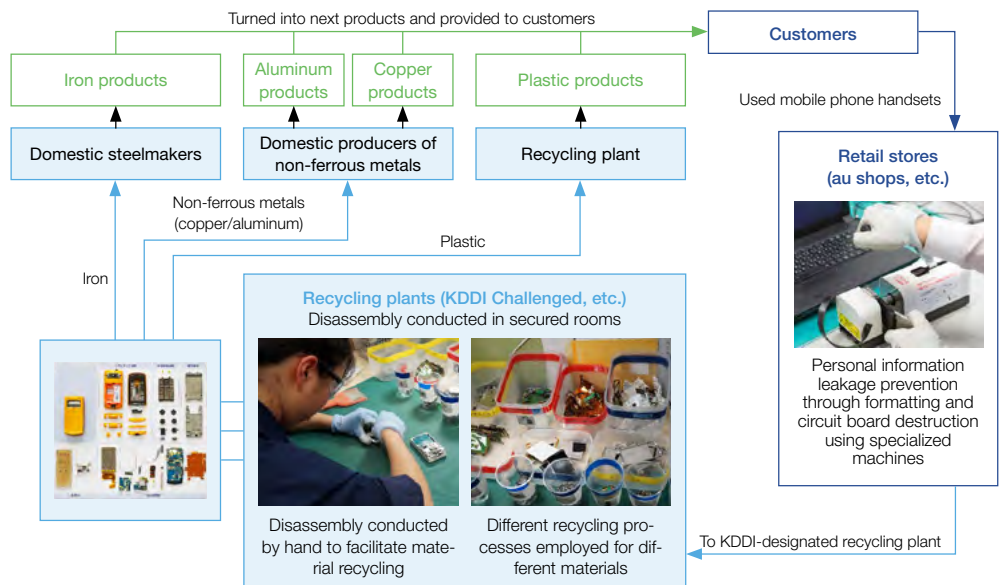 Turned into next products and provided to customers
Customers
Iron products
Aluminum
products
Copper
products
Plastic products
Used mobile phone handsets
Domestic steelmakers
Domestic producers of
non-ferrous metals
Recycling plant
Retail stores
(au shops, etc.)
Non-ferrous metals
(copper/aluminum)
Plastic
Iron
Recycling plants (KDDI Challenged, etc.)
Disassembly conducted in secured rooms
Personal information
leakage prevention
through formatting and
circuit board destruction
using specialized
machines
Disassembly conducted
by hand to facilitate mate-
rial recycling
Different recycling pro-
cesses employed for dif-
ferent materials
To KDDI-designated recycling plant